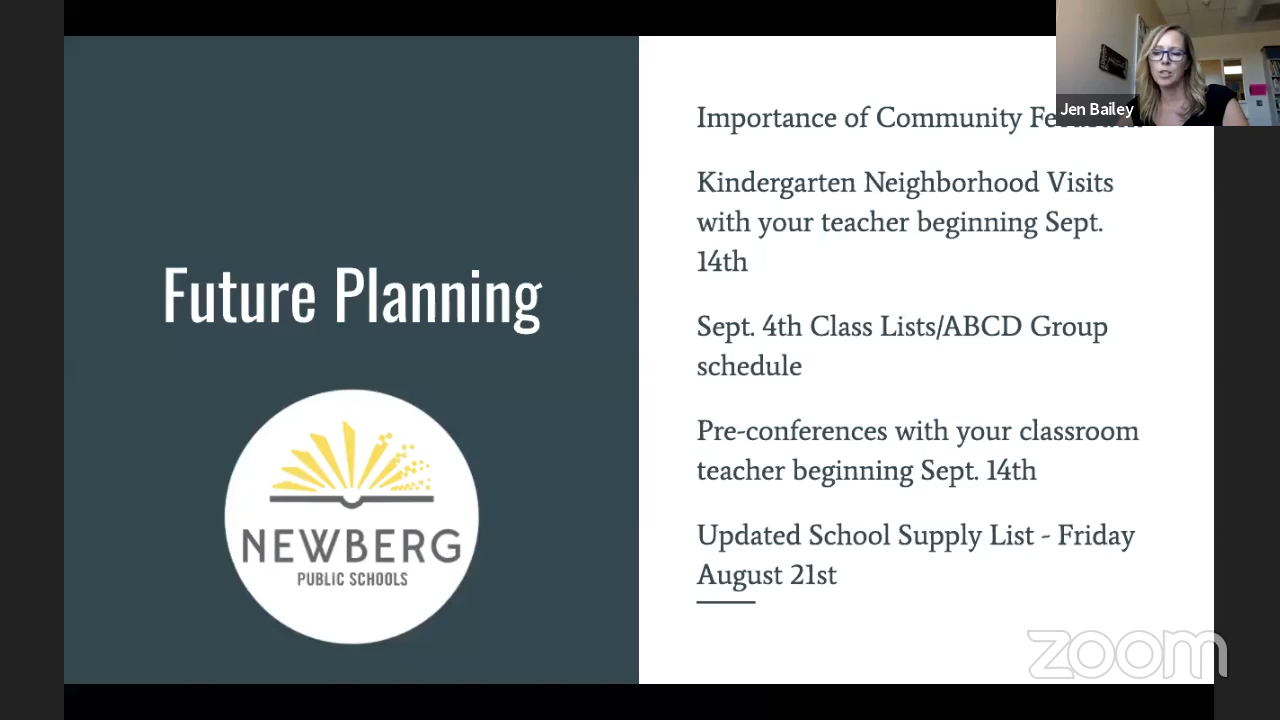 Future Planning
NEWBERG
PUBLIC SCHOOLS
Importance of Community
Kindergarten Neighborhood Visits
with your teacher beginning Sept.
14th
Sept. 4th Class Lists/ABCD Group
schedule
Pre-conferences with your classroom
teacher beginning Sept. 14th
Updated School Supply List - Friday
August 21st
Jen Bailey
zoom